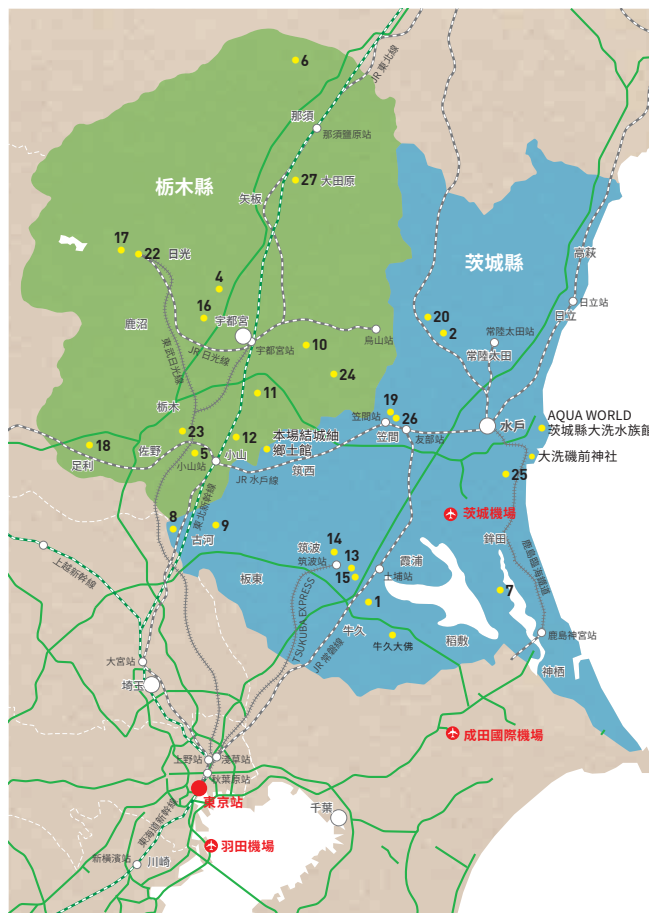 6
JR 東北線
那須
那須鹽原站
栃木縣
27 大田原
矢板
17
22 日光
茨城縣
高萩
4
16
鹿沼
宇都宮
宇都宮站
東武日光線
JR 日光線
10
烏山站
24
20
2
日立站
日立
常陸太田站
常陸太田
11
栃木
19
笠間站
26
笠間
友部站
水戶
AQUA WORLD
茨城縣大洗水族館
大洗磯前神社
18
足利
佐野
23
5
小山站
12
小山
本場結城紬
鄉土館
筑西
JR 水戶線
25
東北新幹線
8
9
古河
茨城機場
鉾田
鹿島臨海鐵道
上越新幹線
板東
14
筑波
筑波站
13
15
霞浦
土埔站
TSUKUBA EXPRESS
JR 常磐線
1
牛久
牛久大佛
7
稻敷
鹿島神宮站
神栖
大宮站
埼玉
成田國際機場
上野站
淺草站
秋葉原站
東京站
千葉
東海道新幹線
羽田機場
新橫濱站
川崎